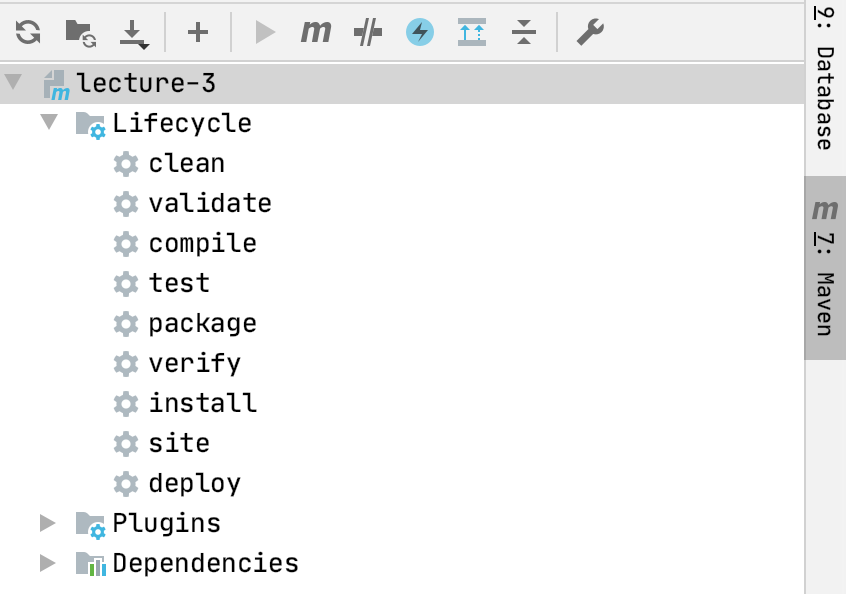 m
lecture-3
Lifecycle
clean
validate
compile
test
package
verify
install
site
deploy
Plugins
Dependencies
9: Database
m
7: Maven